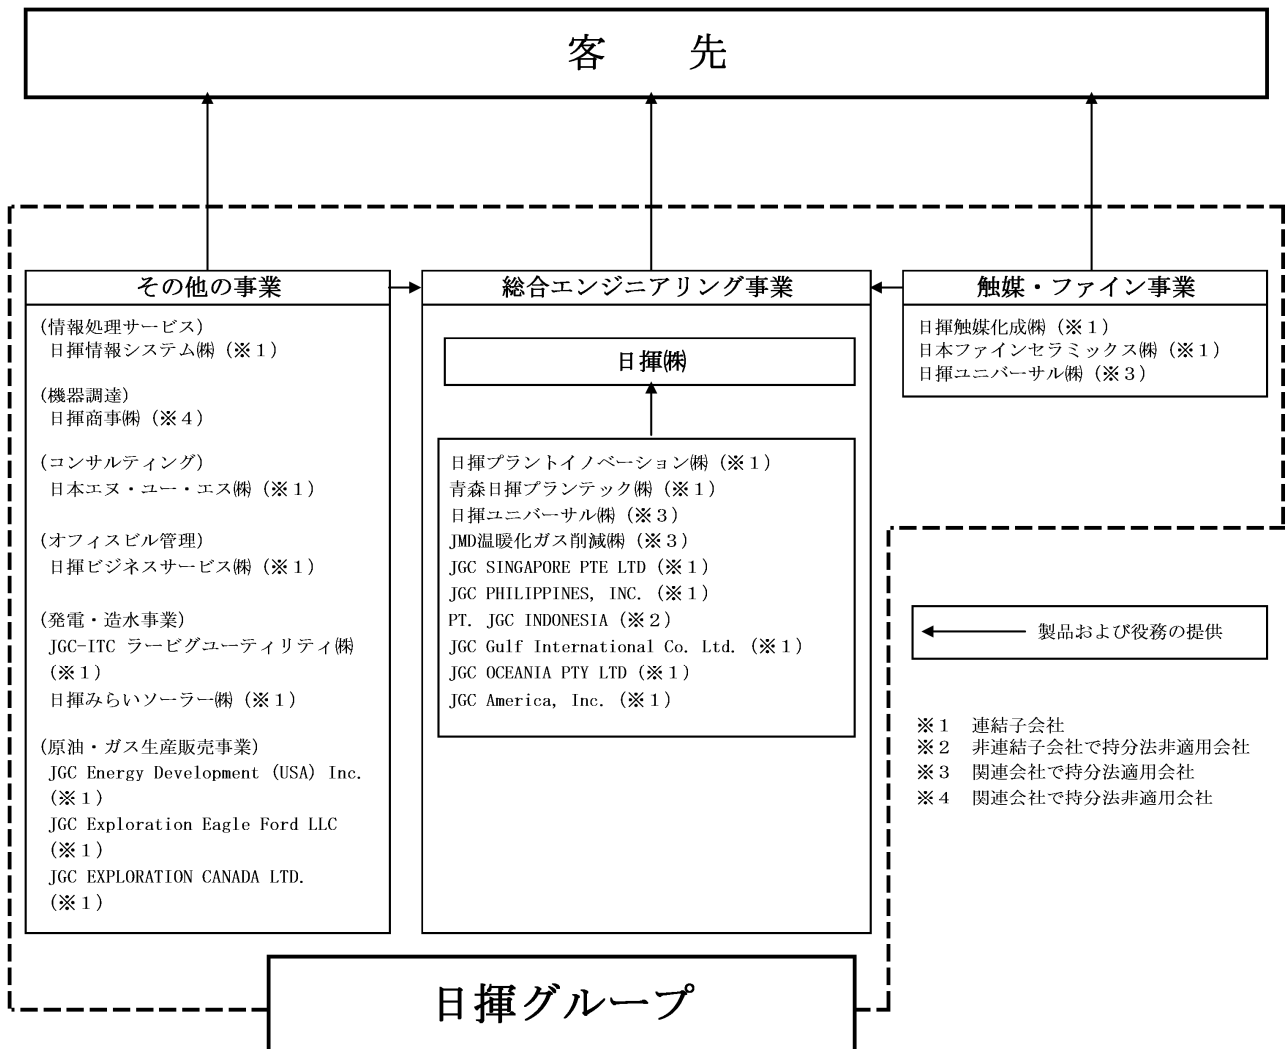 客　先
その他の事業
(情報処理サービス)
日揮情報システム㈱（※１）
(機器調達)
日揮商事㈱（※４）
(コンサルティング)
日本エヌ・ユー・エス㈱（※１）
(オフィスビル管理)
日揮ビジネスサービス㈱（※１）
(発電・造水事業)
JGC-ITC ラービグユーティリティ㈱
（※１）
日揮みらいソーラー㈱（※１）
(原油・ガス生産販売事業)
JGC Energy Development (USA) Inc.
（※１）
JGC Exploration Eagle Ford LLC
（※１）
JGC EXPLORATION CANADA LTD.
（※１）
総合エンジニアリング事業
日揮㈱
日揮プラントイノベーション㈱（※１）
青森日揮プランテック㈱（※１）
日揮ユニバーサル㈱（※３）
JMD温暖化ガス削減㈱（※３）
JGC SINGAPORE PTE LTD（※１）
JGC PHILIPPINES, INC.（※１）
PT. JGC INDONESIA（※２）
JGC Gulf International Co. Ltd.（※１）
JGC OCEANIA PTY LTD（※１）
JGC America, Inc.（※１）
触媒・ファイン事業
日揮触媒化成㈱（※１）
日本ファインセラミックス㈱（※１）
日揮ユニバーサル㈱（※３）
製品および役務の提供
※１　連結子会社
※２　非連結子会社で持分法非適用会社
※３　関連会社で持分法適用会社
※４　関連会社で持分法非適用会社
日揮グループ